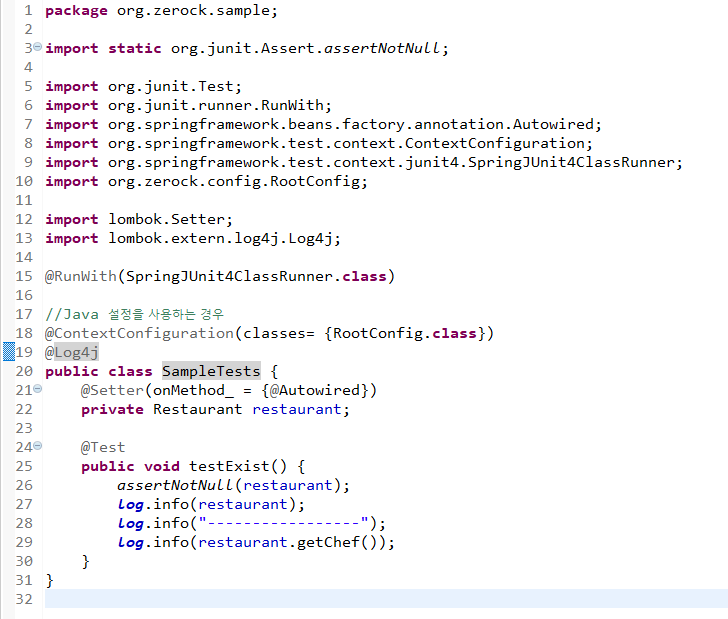 1 package org.zerock.sample;
2
3 import static org.junit.Assert.assertNotNull;
4
5 import org.junit.Test;
6 import org.junit.runner.RunWith;
7 import org.springframework.beans.factory.annotation.Autowired;
8 import org.springframework.test.context.ContextConfiguration;
9 import org.springframework.test.context.junit4.SpringJUnit4ClassRunner;
10 import org.zerock.config.RootConfig;
11
12 import lombok.Setter;
13 import lombok.extern.log4j.Log4j;
14
15 @RunWith(SpringJUnit4ClassRunner.class)
16
17 //Java 설정을 사용하는 경우
18 @ContextConfiguration(classes= {RootConfig.class})
19 @Log4j
20 public class SampleTests {
21     @Setter(onMethod_ = {@Autowired})
22     private Restaurant restaurant;
23
24     @Test
25     public void testExist() {
26         assertNotNull(restaurant);
27         log.info(restaurant);
28         log.info("-----------------");
29         log.info(restaurant.getChef());
30     }
31 }
32